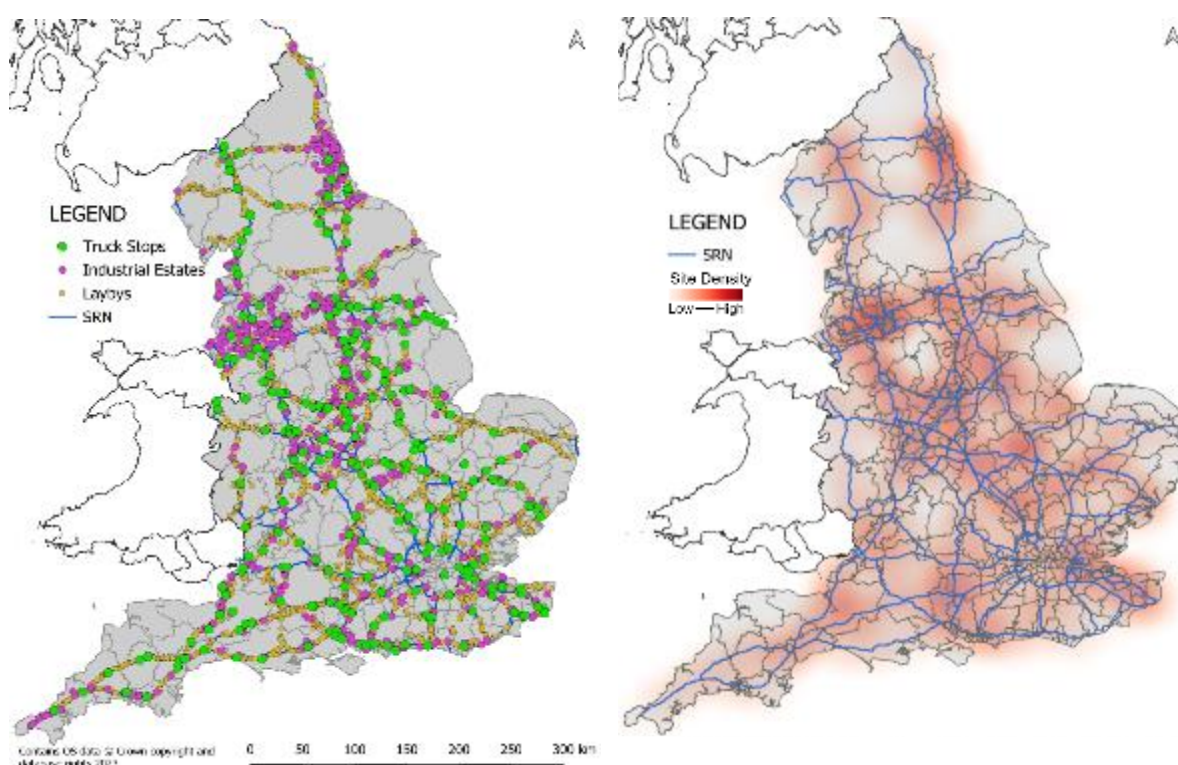 LEGEND
Truck Stops
Industrial Estates
Laybys
SRN
Contains OS data © Crown copyright and
0 50 100 150 200 250 300 km
LEGEND
SRN
Site Density
Low High